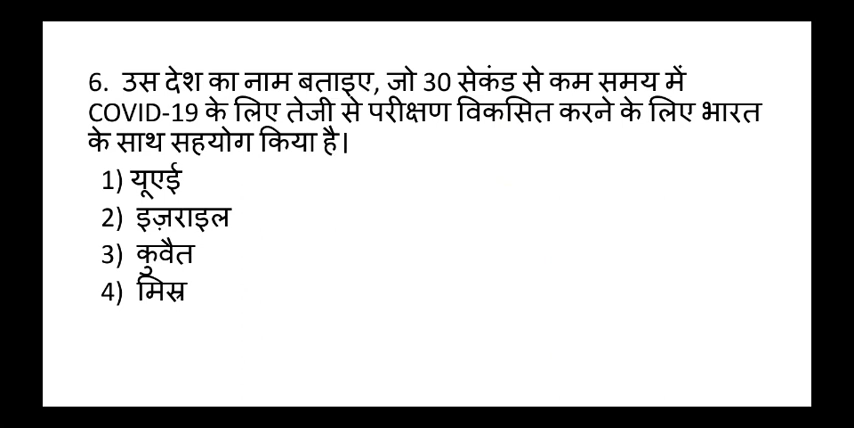 6. उस देश का नाम बताइए, जो 30 सेकंड से कम समय में
COVID-19 के लिए तेजी से परीक्षण विकसित करने के लिए भारत
के साथ सहयोग किया है।
1) यूएई
2) इज़राइल
3) कुवैत
4) मिस्र